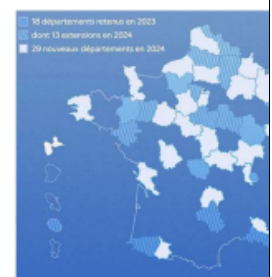 18 départements retenus en 2023
dont 13 extensions en 2024
29 nouveaux départements en 2024